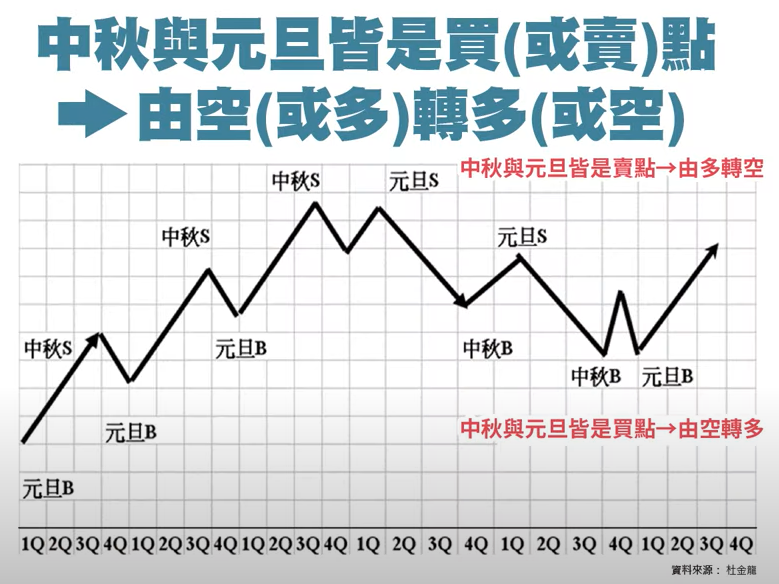 中秋與元旦皆是買(或賣)點
由空(或多)轉多(或空)
中秋與元旦皆是賣點→由多轉空
中秋S
元旦S
中秋S
元旦S
中秋S
元旦B
中秋B
中秋B
元旦B
元旦B
中秋與元旦皆是買點→由空轉多
元旦B
1Q 2Q 3Q 4Q 1Q 2Q 3Q 4Q 1Q 2Q 3Q 4Q 1Q 2Q 3Q 4Q 1Q 2Q 3Q 4Q 1Q 2Q 3Q 4Q
資料來源： 杜金龍